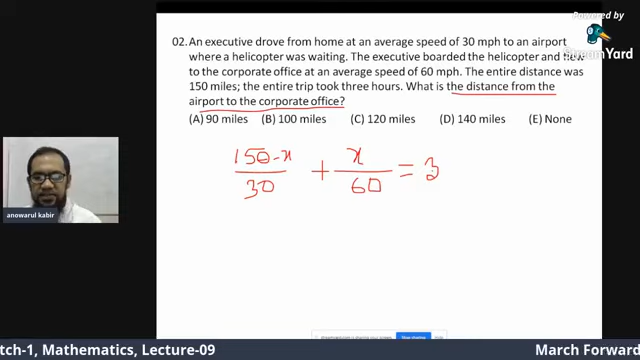 Powered by
StreamYard
02. An executive drove from home at an average speed of 30 mph to an airport
where a helicopter was waiting. The executive boarded the helicopter and flew
to the corporate office at an average speed of 60 mph. The entire distance was
150 miles; the entire trip took three hours. What is the distance from the
airport to the corporate office?
(A) 90 miles (B) 100 miles (C) 120 miles (D) 140 miles (E) None
150-x/30 + x/60 = 3
anowarul kabir
tch-1, Mathematics, Lecture-09
March Forward